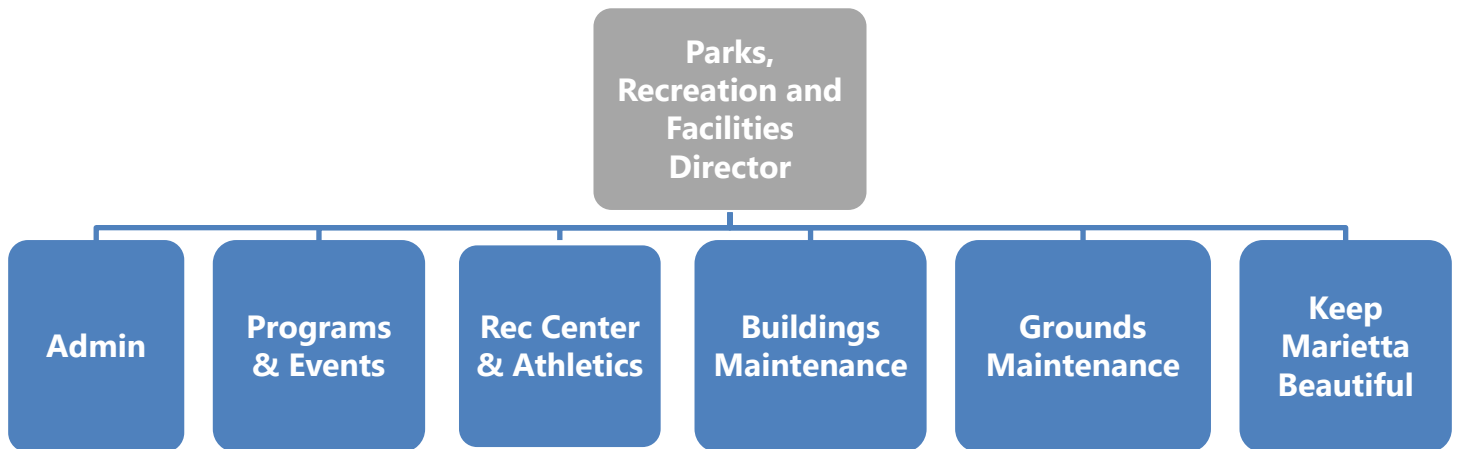 Parks,
Recreation and
Facilities
Director
Admin
Programs
& Events
Rec Center
& Athletics
Buildings
Maintenance
Grounds
Maintenance
Keep
Marietta
Beautiful